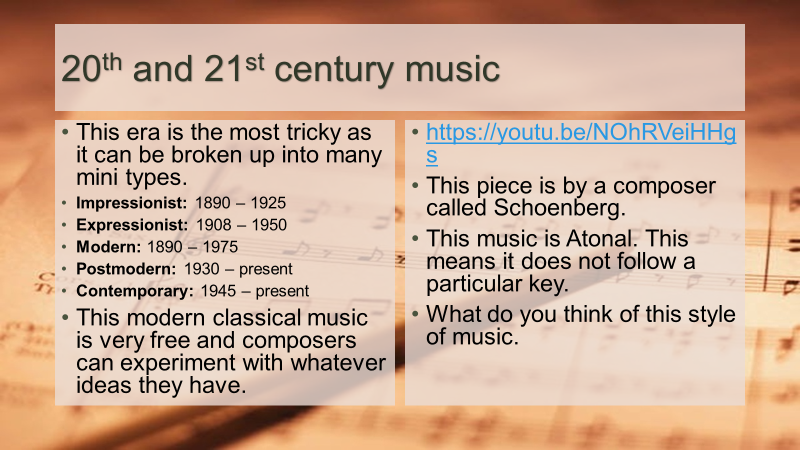 20th and 21st century music
• This era is the most tricky as
it can be broken up into many
mini types.
• Impressionist: 1890 – 1925
• Expressionist: 1908 – 1950
• Modern: 1890 – 1975
• Postmodern: 1930 – present
• Contemporary: 1945 – present
• This modern classical music
is very free and composers
can experiment with whatever
ideas they have.
• https://youtu.be/NOhRVeiHHg
s
• This piece is by a composer
called Schoenberg.
• This music is Atonal. This
means it does not follow a
particular key.
• What do you think of this style
of music.